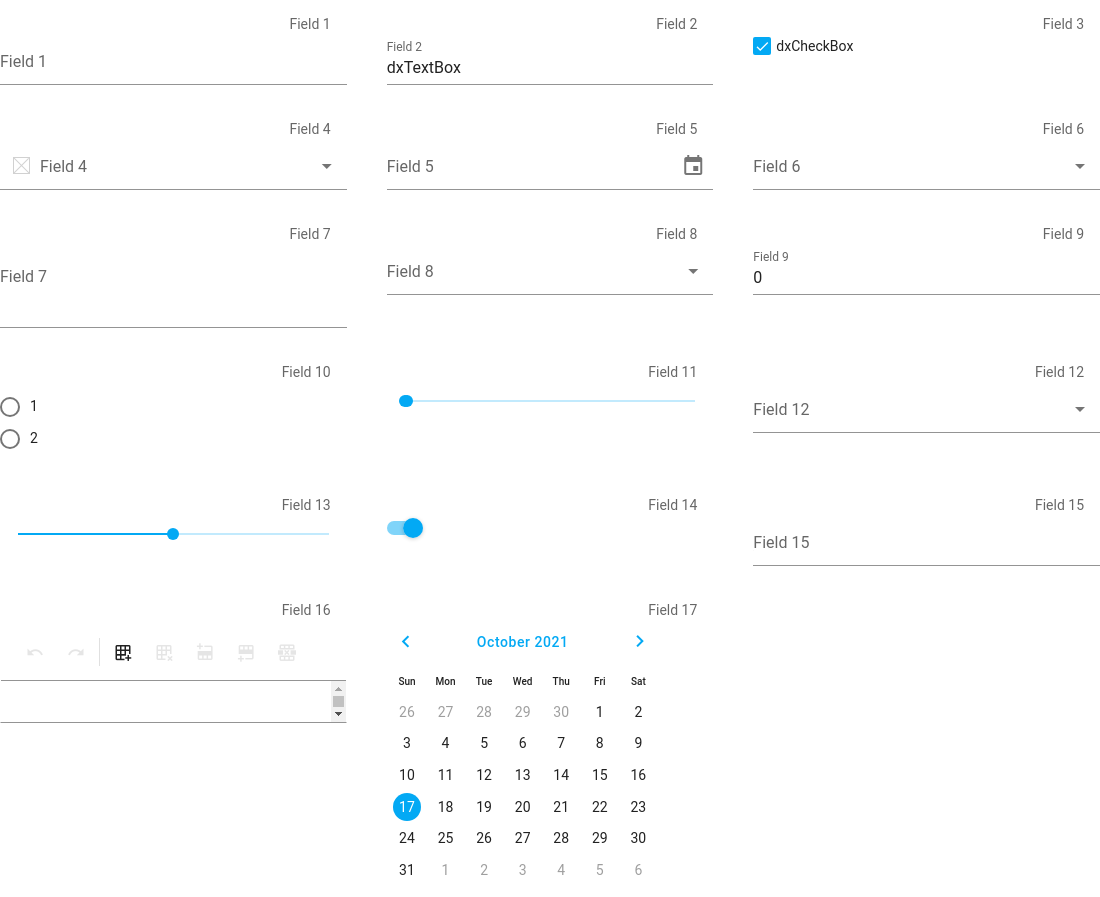 Field 1 Field 2 Field 3
Field 1
Field 2
dxTextBox
dxCheckBox
Field 4 Field 5 Field 6
Field 4 Field 5 Field 6
Field 7 Field 8 Field 9
Field 7
Field 8
Field 9
0
Field 10 Field 11 Field 12
1
2
Field 12
Field 13 Field 14 Field 15
Field 15
Field 16 Field 17
October 2021
Sun Mon Tue Wed Thu Fri Sat
26 27 28 29 30 1 2
3 4 5 6 7 8 9
10 11 12 13 14 15 16
17 18 19 20 21 22 23
24 25 26 27 28 29 30
31 1 2 3 4 5 6